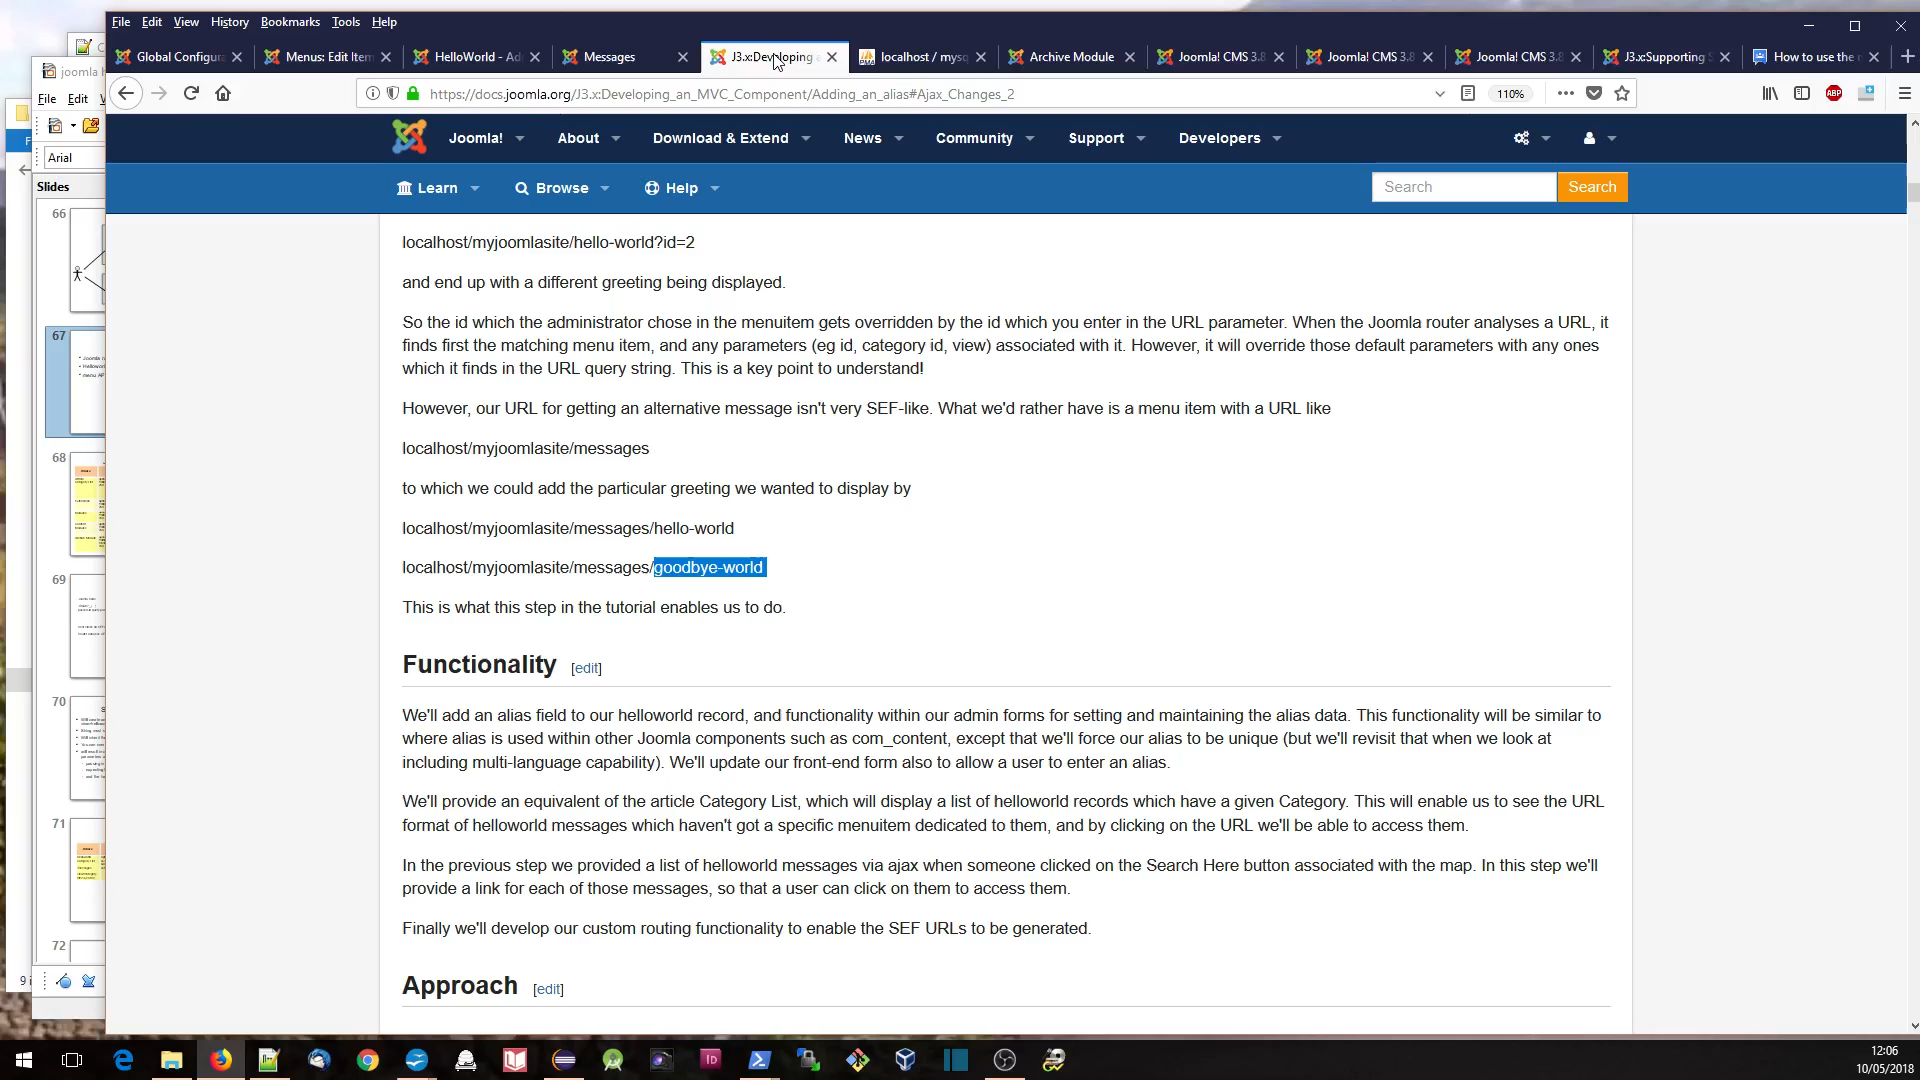 File Edit View History Bookmarks Tools Help
Global Configur
Menus: Edit Item
HelloWorld - Ad
Messages
J3.x:Developing
localhost / mysq
Archive Module
Joomla! CMS 3.8
Joomla! CMS 3.8
Joomla! CMS 3.8
J3.x:Supporting S
How to use the
https://docs.joomla.org/J3.x:Developing_an_MVC_Component/Adding_an_alias#Ajax_Changes_2
110%
ABP
joomla
File Edit
Arial
Slides
66
67
68
69
70
71
72
Joomla! About Download & Extend News Community Support Developers
Learn Browse Help
Search Search
localhost/myjoomlasite/hello-world?id=2
and end up with a different greeting being displayed.
So the id which the administrator chose in the menuitem gets overridden by the id which you enter in the URL parameter. When the Joomla router analyses a URL, it
finds first the matching menu item, and any parameters (eg id, category id, view) associated with it. However, it will override those default parameters with any ones
which it finds in the URL query string. This is a key point to understand!
However, our URL for getting an alternative message isn't very SEF-like. What we'd rather have is a menu item with a URL like
localhost/myjoomlasite/messages
to which we could add the particular greeting we wanted to display by
localhost/myjoomlasite/messages/hello-world
localhost/myjoomlasite/messages/goodbye-world
This is what this step in the tutorial enables us to do.
Functionality [edit]
We'll add an alias field to our helloworld record, and functionality within our admin forms for setting and maintaining the alias data. This functionality will be similar to
where alias is used within other Joomla components such as com_content, except that we'll force our alias to be unique (but we'll revisit that when we look at
including multi-language capability). We'll update our front-end form also to allow a user to enter an alias.
We'll provide an equivalent of the article Category List, which will display a list of helloworld records which have a given Category. This will enable us to see the URL
format of helloworld messages which haven't got a specific menuitem dedicated to them, and by clicking on the URL we'll be able to access them.
In the previous step we provided a list of helloworld messages via ajax when someone clicked on the Search Here button associated with the map. In this step we'll
provide a link for each of those messages, so that a user can click on them to access them.
Finally we'll develop our custom routing functionality to enable the SEF URLs to be generated.
Approach [edit]
12:06
10/05/2018